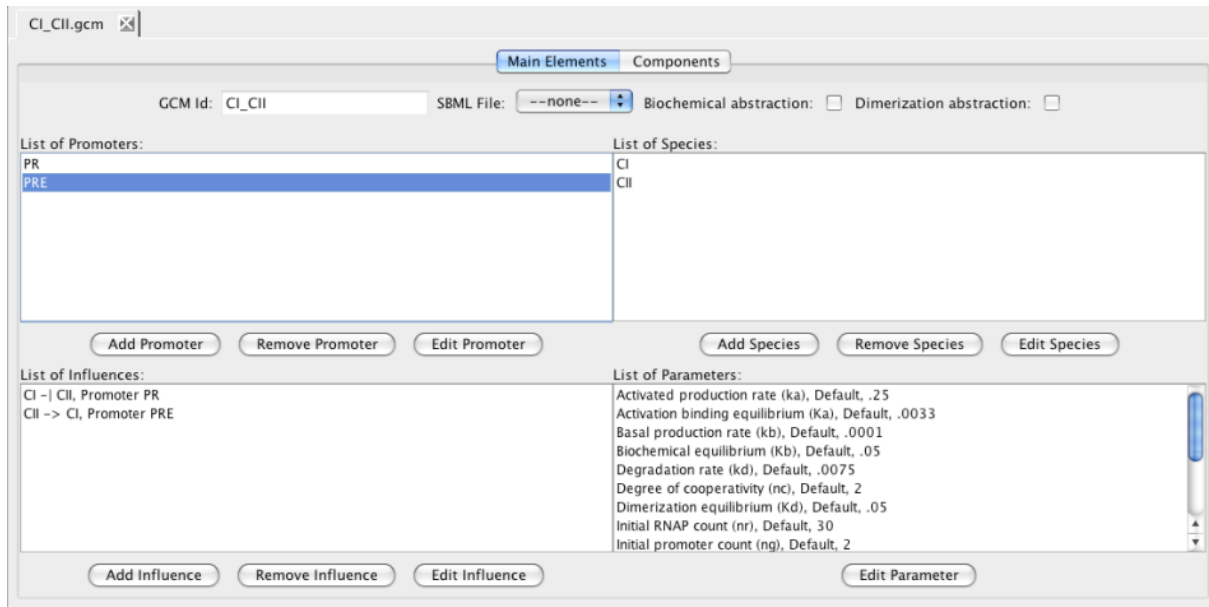 CI_CII.gcm
Main Elements Components
GCM Id: CI_CII SBML File: --none-- Biochemical abstraction: Dimerization abstraction:
List of Promoters:
PR
PRE
List of Species:
CI
CII
Add Promoter Remove Promoter Edit Promoter
Add Species Remove Species Edit Species
List of Influences:
CI -| CII, Promoter PR
CII -> CI, Promoter PRE
List of Parameters:
Activated production rate (ka), Default, .25
Activation binding equilibrium (Ka), Default, .0033
Basal production rate (kb), Default, .0001
Biochemical equilibrium (Kb), Default, .05
Degradation rate (kd), Default, .0075
Degree of cooperativity (nc), Default, 2
Dimerization equilibrium (Kd), Default, .05
Initial RNAP count (nr), Default, 30
Initial promoter count (ng), Default, 2
Add Influence Remove Influence Edit Influence
Edit Parameter